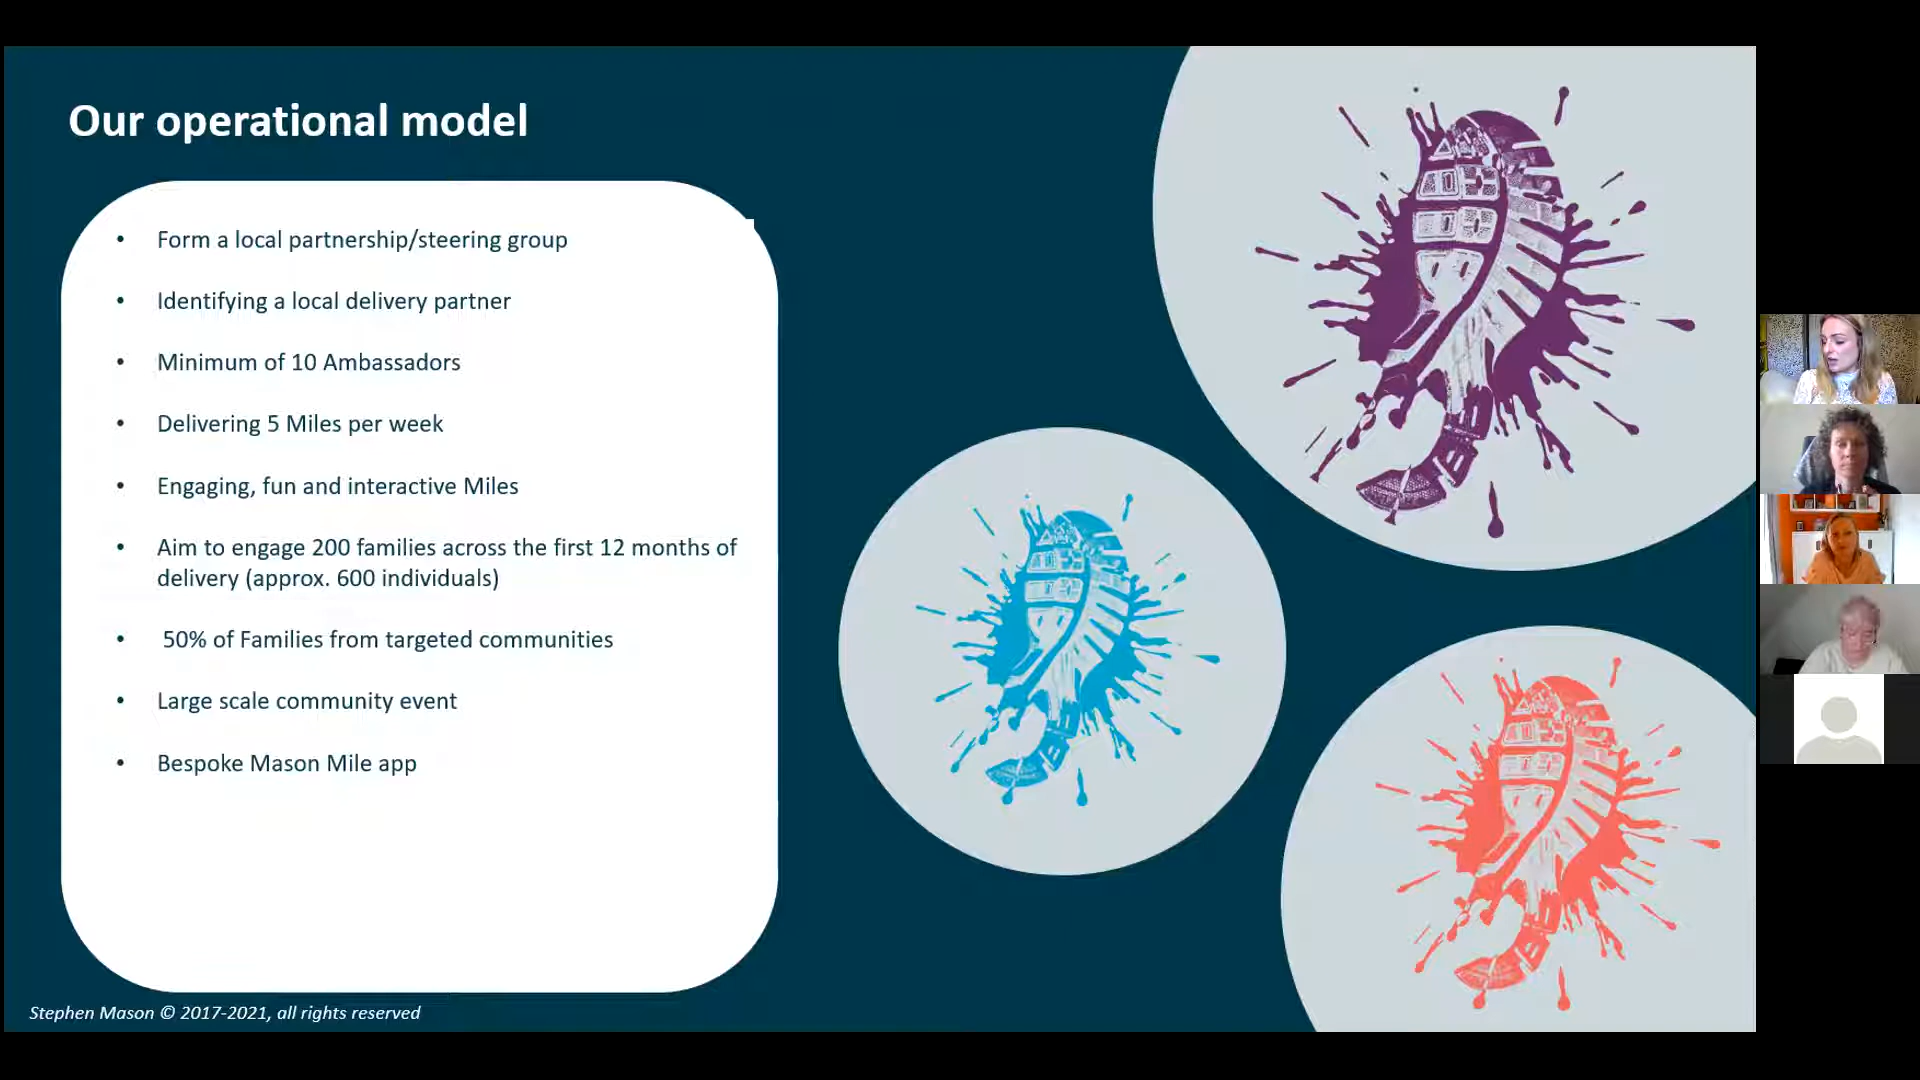 Our operational model
• Form a local partnership/steering group
• Identifying a local delivery partner
• Minimum of 10 Ambassadors
• Delivering 5 Miles per week
• Engaging, fun and interactive Miles
• Aim to engage 200 families across the first 12 months of
delivery (approx. 600 individuals)
• 50% of Families from targeted communities
• Large scale community event
• Bespoke Mason Mile app
Stephen Mason © 2017-2021, all rights reserved